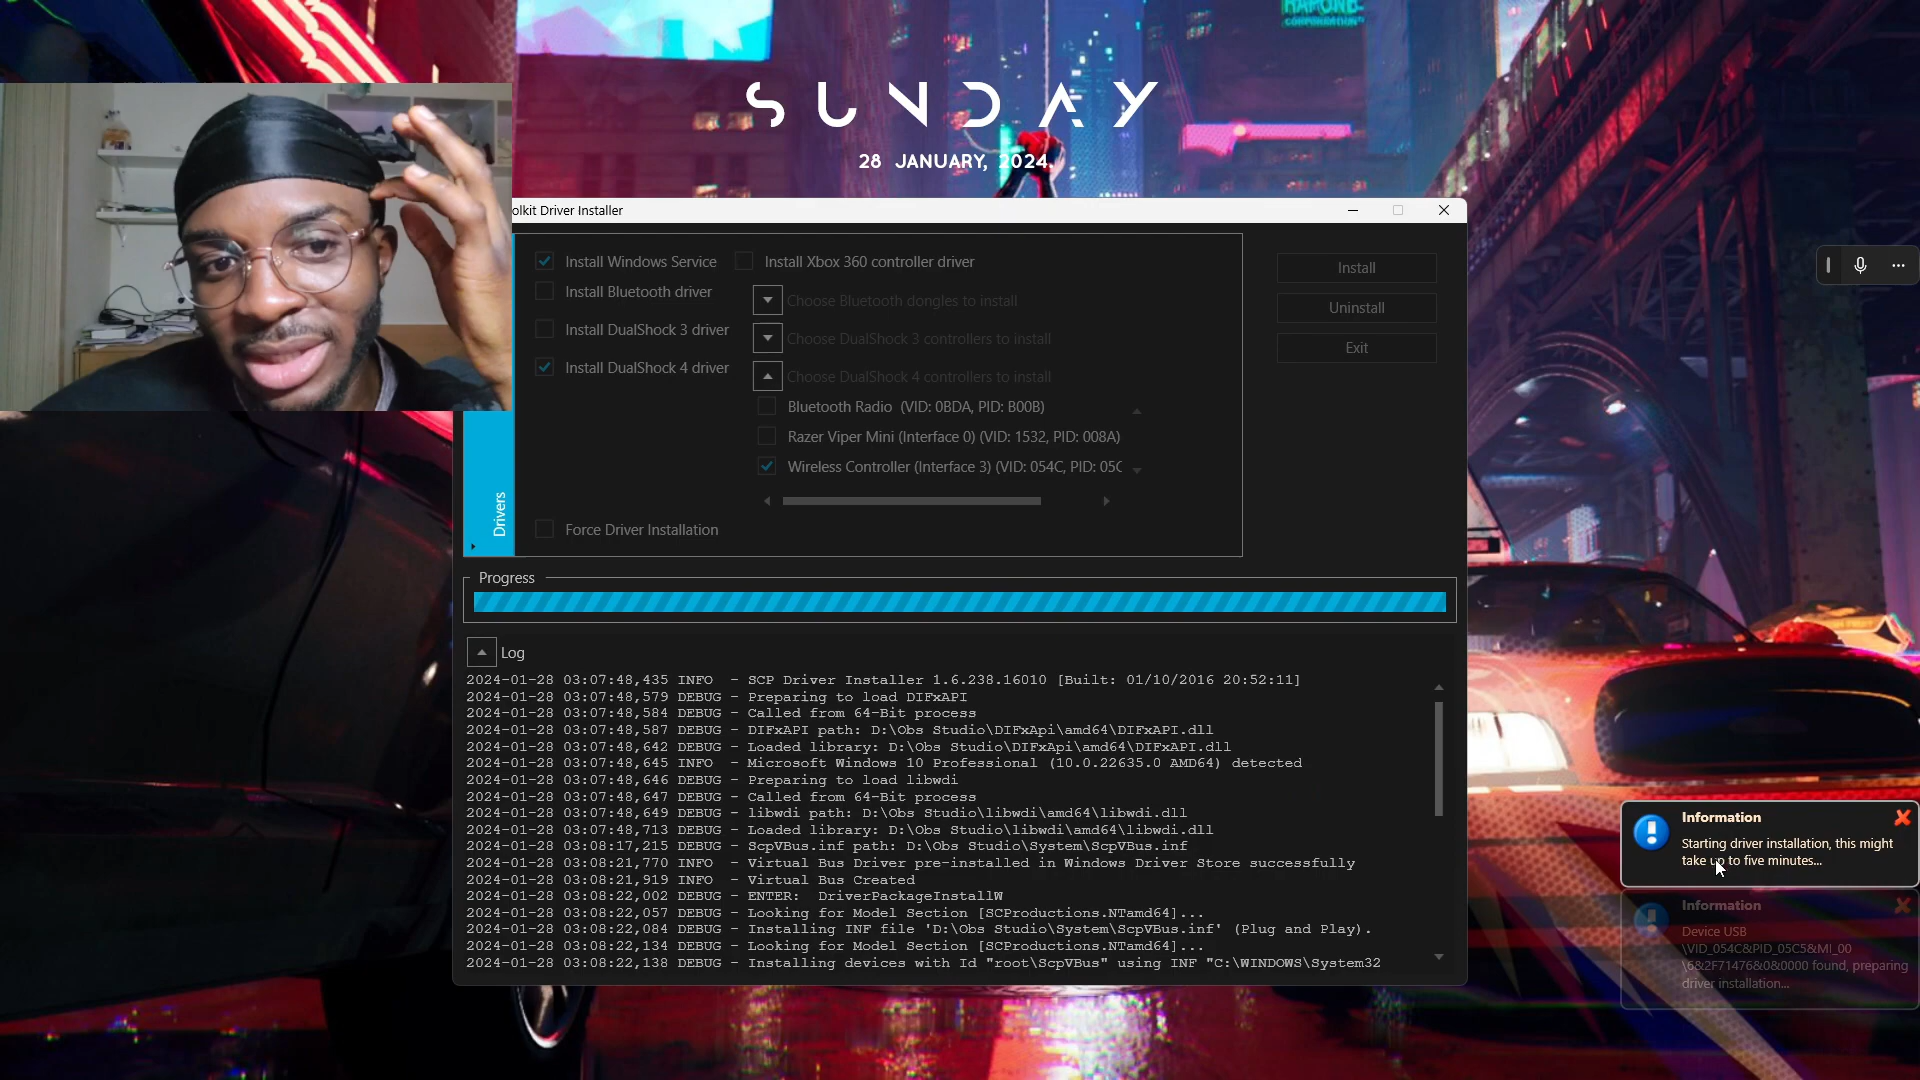 HARONE
CORPORATION
SUNDAY
28 JANUARY, 2024.
olkit Driver Installer
Install Windows Service
Install Xbox 360 controller driver
Install Bluetooth driver
Choose Bluetooth dongles to install
Install DualShock 3 driver
Choose DualShock 3 controllers to install
Install DualShock 4 driver
Choose DualShock 4 controllers to install
Bluetooth Radio (VID: 0BDA, PID: B00B)
Razer Viper Mini (Interface 0) (VID: 1532, PID: 008A)
Wireless Controller (Interface 3) (VID: 054C, PID: 05C
Force Driver Installation
Drivers
Install
Uninstall
Exit
Progress
Log
2024-01-28 03:07:48,435 INFO - SCP Driver Installer 1.6.238.16010 [Built: 01/10/2016 20:52:11]
2024-01-28 03:07:48,579 DEBUG - Preparing to load DIFxAPI
2024-01-28 03:07:48,584 DEBUG - Called from 64-Bit process
2024-01-28 03:07:48,587 DEBUG - DIFxAPI path: D:\Obs Studio\DIFxApi\amd64\DIFxAPI.dll
2024-01-28 03:07:48,642 DEBUG - Loaded library: D:\Obs Studio\DIFxApi\amd64\DIFxAPI.dll
2024-01-28 03:07:48,645 INFO - Microsoft Windows 10 Professional (10.0.22635.0 AMD64) detected
2024-01-28 03:07:48,646 DEBUG - Preparing to load libwdi
2024-01-28 03:07:48,647 DEBUG - Called from 64-Bit process
2024-01-28 03:07:48,649 DEBUG - libwdi path: D:\Obs Studio\libwdi\amd64\libwdi.dll
2024-01-28 03:07:48,713 DEBUG - Loaded library: D:\Obs Studio\libwdi\amd64\libwdi.dll
2024-01-28 03:08:17,215 DEBUG - ScpVBus.inf path: D:\Obs Studio\System\ScpVBus.inf
2024-01-28 03:08:21,770 INFO - Virtual Bus Driver pre-installed in Windows Driver Store successfully
2024-01-28 03:08:21,919 INFO - Virtual Bus Created
2024-01-28 03:08:22,002 DEBUG - ENTER: DriverPackageInstallW
2024-01-28 03:08:22,057 DEBUG - Looking for Model Section [SCProductions.NTamd64]...
2024-01-28 03:08:22,084 DEBUG - Installing INF file 'D:\Obs Studio\System\ScpVBus.inf' (Plug and Play).
2024-01-28 03:08:22,134 DEBUG - Looking for Model Section [SCProductions.NTamd64]...
2024-01-28 03:08:22,138 DEBUG - Installing devices with Id "root\ScpVBus" using INF "C:\WINDOWS\System32
Information
Starting driver installation, this might
take up to five minutes...
Information
Device USB
\VID_054C&PID_05C5&MI_00
\6&2F71476&0&0000 found, preparing
driver installation...